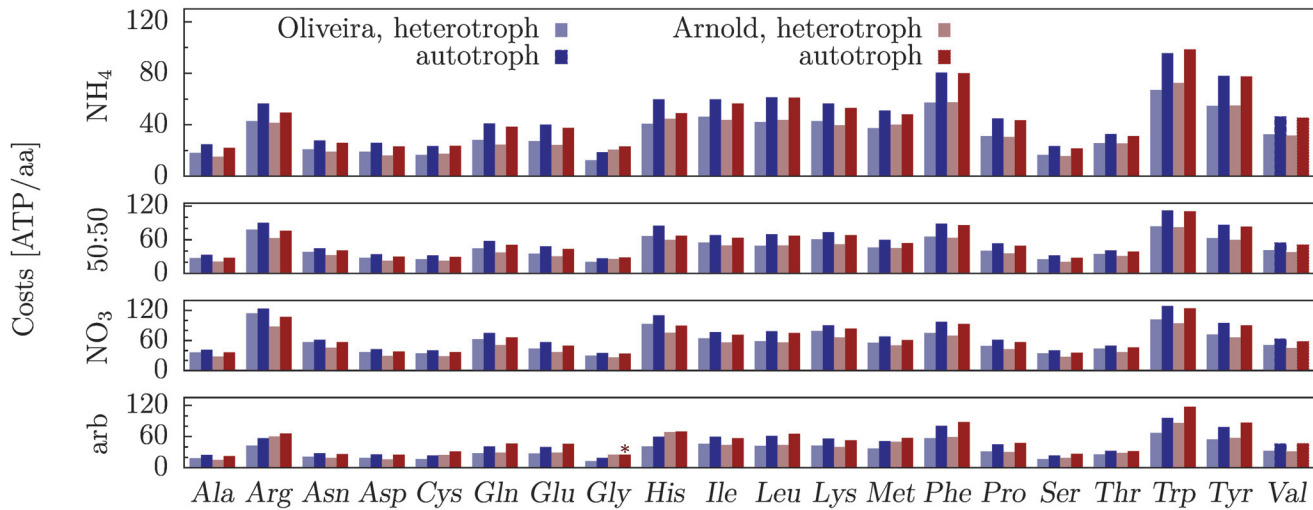 Oliveira, heterotroph
autotroph
Arnold, heterotroph
autotroph
Costs [ATP/aa]
NH4
120
80
40
0
50:50
120
60
0
NO3
120
60
0
arb
120
60
0
*
Ala Arg Asn Asp Cys Gln Glu Gly His Ile Leu Lys Met Phe Pro Ser Thr Trp Tyr Val